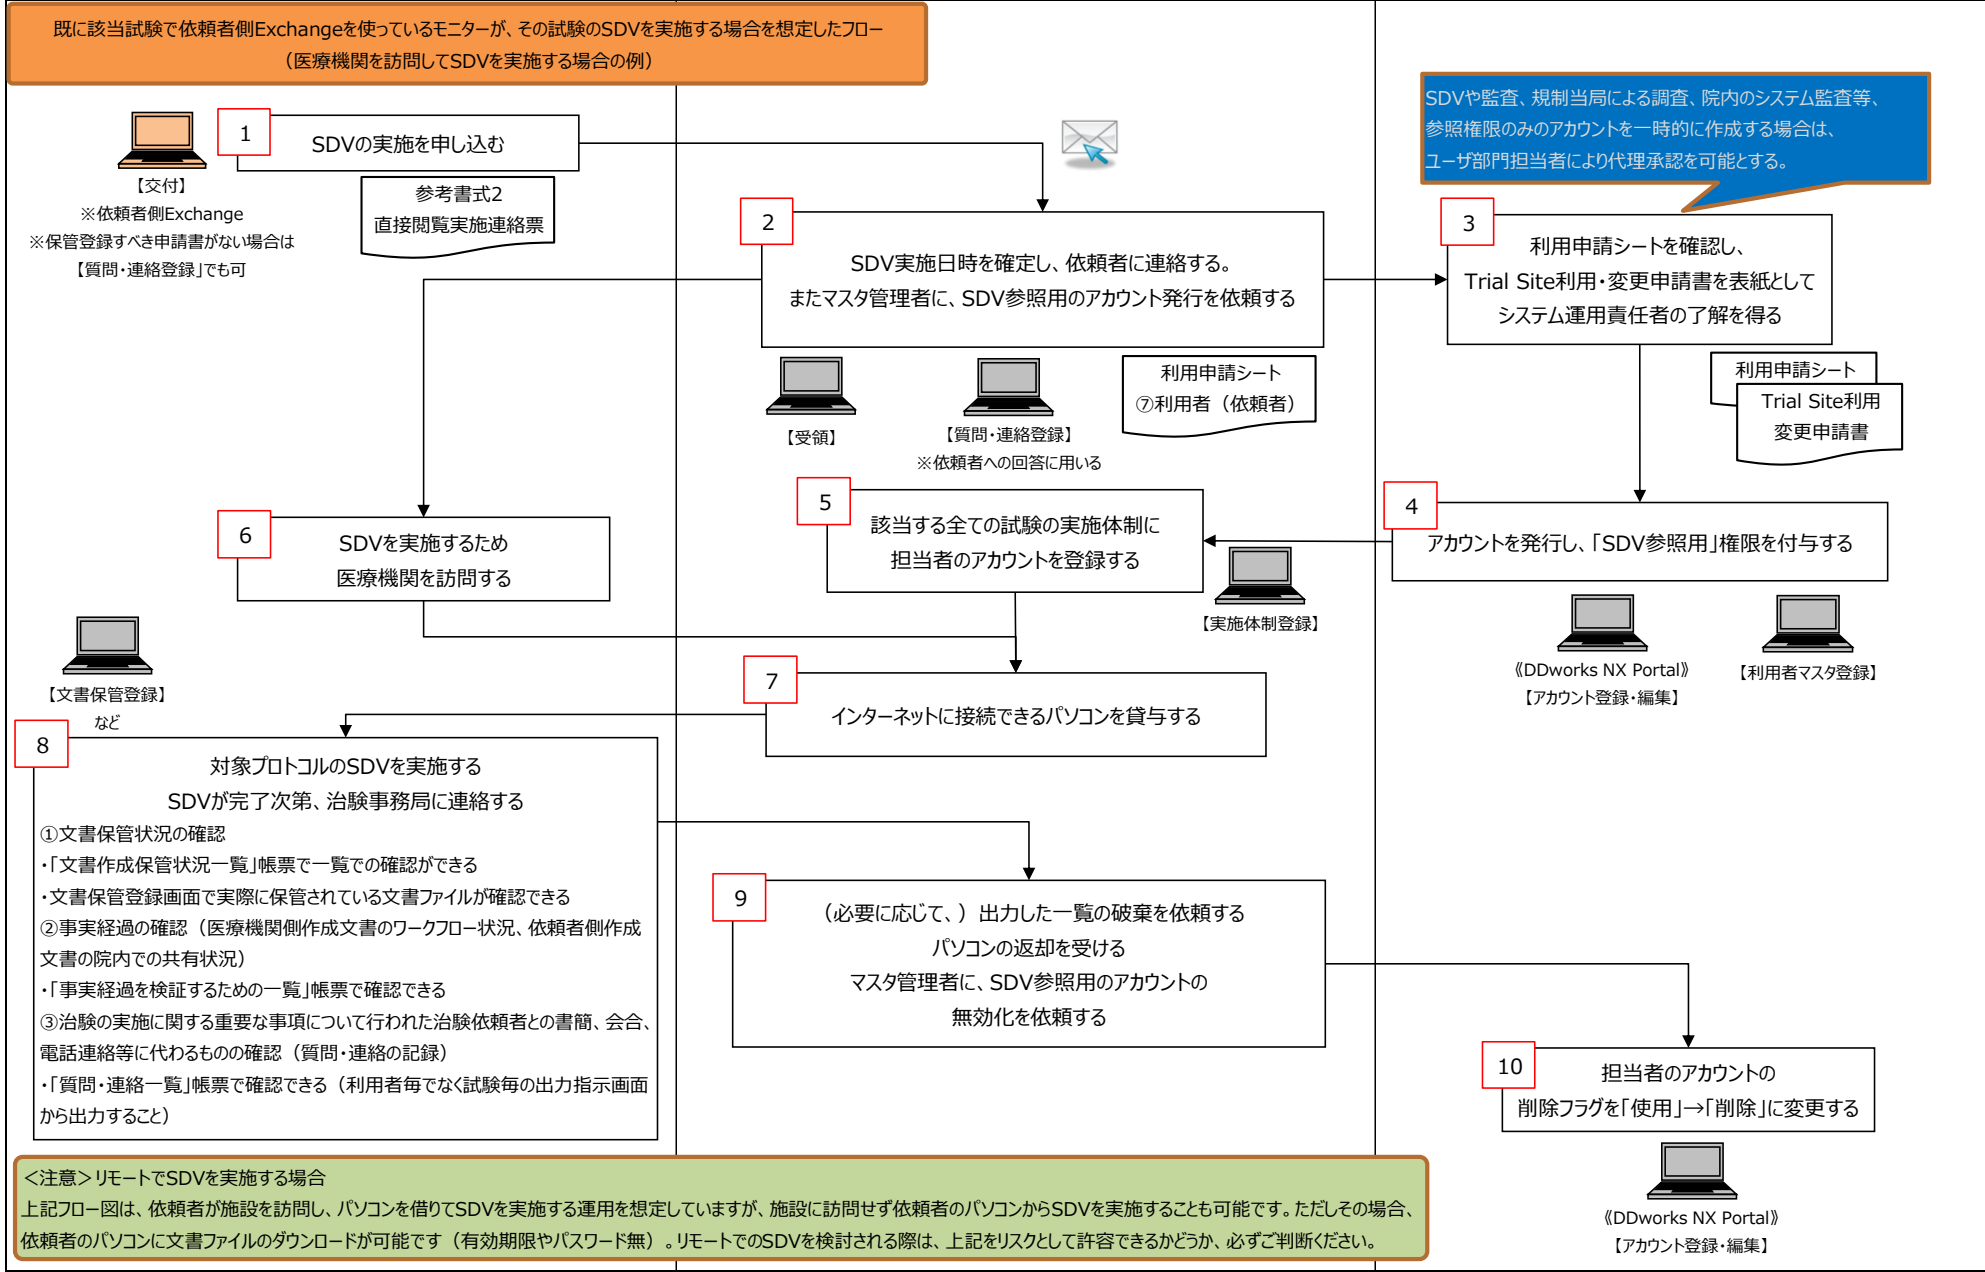 既に該当試験で依頼者側Exchangeを使っているモニターが、その試験のSDVを実施する場合を想定したフロー
（医療機関を訪問してSDVを実施する場合の例）
SDVや監査、規制当局による調査、院内のシステム監査等、
参照権限のみのアカウントを一時的に作成する場合は、
ユーザ部門担当者により代理承認を可能とする。
1
SDVの実施を申し込む
【交付】
※依頼者側Exchange
※保管登録すべき申請書がない場合は
【質問・連絡登録】でも可
参考書式2
直接閲覧実施連絡票
2
SDV実施日時を確定し、依頼者に連絡する。
またマスタ管理者に、SDV参照用のアカウント発行を依頼する
【受領】
【質問・連絡登録】
※依頼者への回答に用いる
利用申請シート
⑦利用者（依頼者）
3
利用申請シートを確認し、
Trial Site利用・変更申請書を表紙として
システム運用責任者の了解を得る
利用申請シート
Trial Site利用
変更申請書
4
アカウントを発行し、「SDV参照用」権限を付与する
《DDworks NX Portal》
【アカウント登録・編集】
【利用者マスタ登録】
5
該当する全ての試験の実施体制に
担当者のアカウントを登録する
【実施体制登録】
6
SDVを実施するため
医療機関を訪問する
7
インターネットに接続できるパソコンを貸与する
【文書保管登録】
など
8
対象プロトコルのSDVを実施する
SDVが完了次第、治験事務局に連絡する
①文書保管状況の確認
・「文書作成保管状況一覧」帳票で一覧での確認ができる
・文書保管登録画面で実際に保管されている文書ファイルが確認できる
②事実経過の確認（医療機関側作成文書のワークフロー状況、依頼者側作成
文書の院内での共有状況）
・「事実経過を検証するための一覧」帳票で確認できる
③治験の実施に関する重要な事項について行われた治験依頼者との書簡、会合、
電話連絡等に代わるものの確認（質問・連絡の記録）
・「質問・連絡一覧」帳票で確認できる（利用者毎でなく試験毎の出力指示画面
から出力すること）
9
（必要に応じて、）出力した一覧の破棄を依頼する
パソコンの返却を受ける
マスタ管理者に、SDV参照用のアカウントの
無効化を依頼する
10
担当者のアカウントの
削除フラグを「使用」→「削除」に変更する
《DDworks NX Portal》
【アカウント登録・編集】
＜注意＞リモートでSDVを実施する場合
上記フロー図は、依頼者が施設を訪問し、パソコンを借りてSDVを実施する運用を想定していますが、施設に訪問せず依頼者のパソコンからSDVを実施することも可能です。ただしその場合、
依頼者のパソコンに文書ファイルのダウンロードが可能です（有効期限やパスワード無）。リモートでのSDVを検討される際は、上記をリスクとして許容できるかどうか、必ずご判断ください。